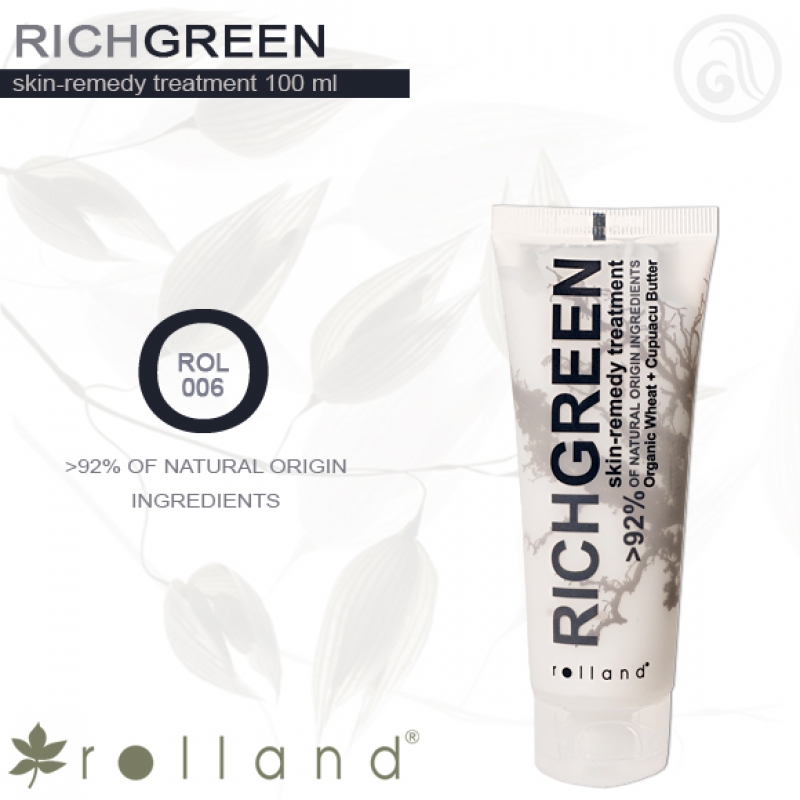 RICHGREEN
skin-remedy treatment 100 ml
ROL
006
>92% OF NATURAL ORIGIN
INGREDIENTS
RICHGREEN
skin-remedy treatment
>92% OF NATURAL ORIGIN INGREDIENTS
Organic Wheat + Cupuacu Butter
rolland®
rolland®